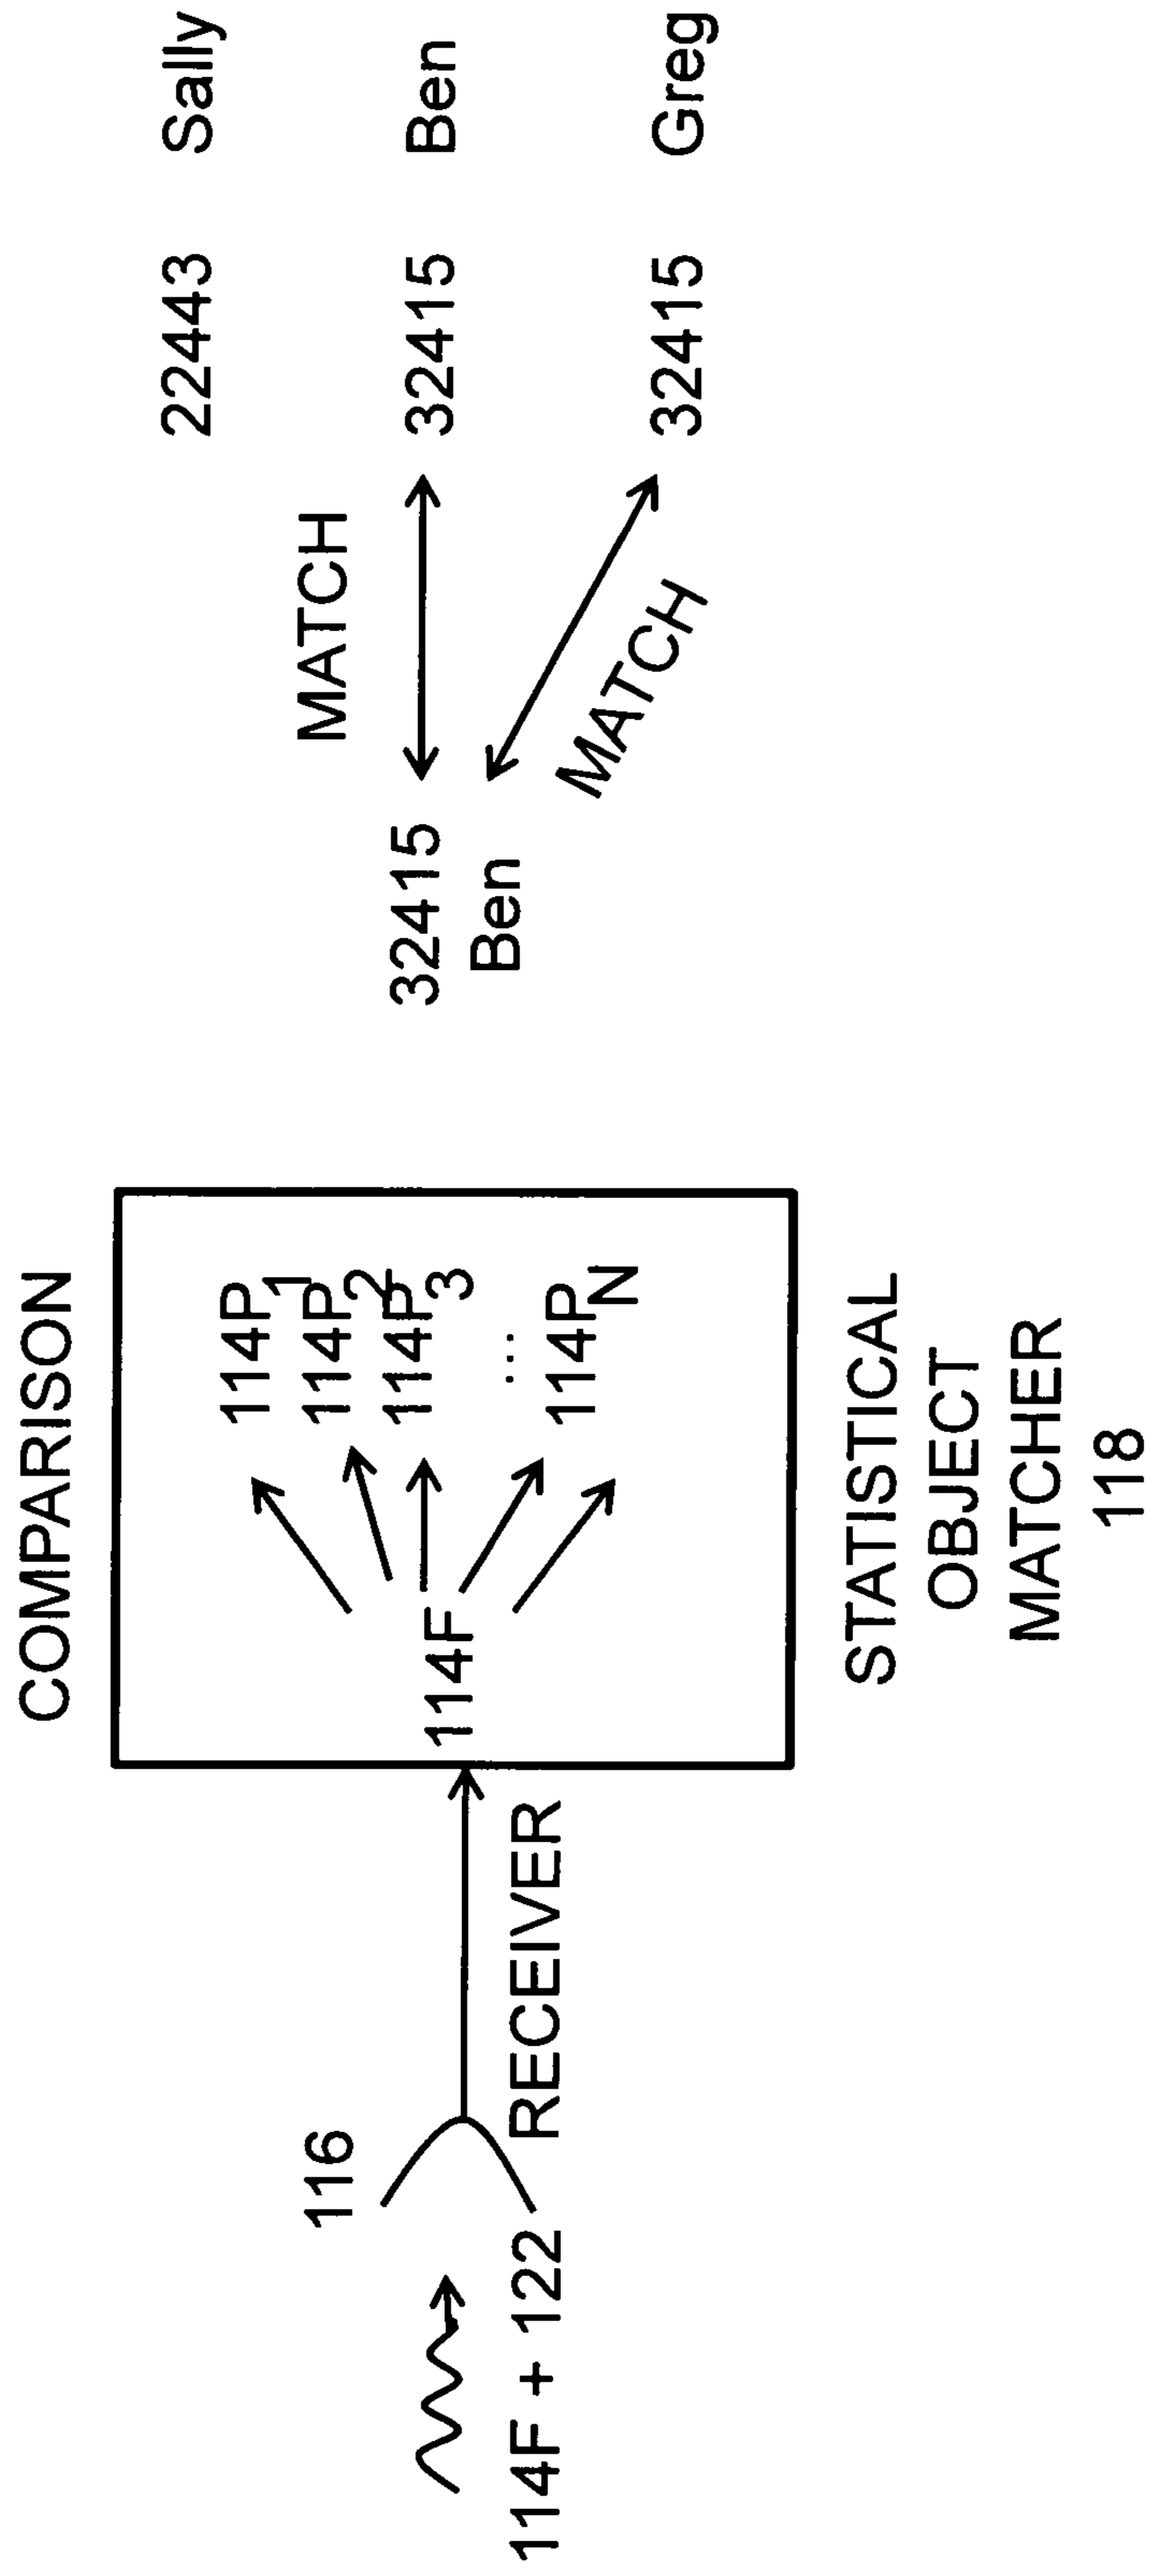 114F + 122
116
RECEIVER
COMPARISON
114F
114P1
114P2
114P3
...
114PN
STATISTICAL
OBJECT
MATCHER
118
32415
Ben
MATCH
MATCH
22443 Sally
32415 Ben
32415 Greg